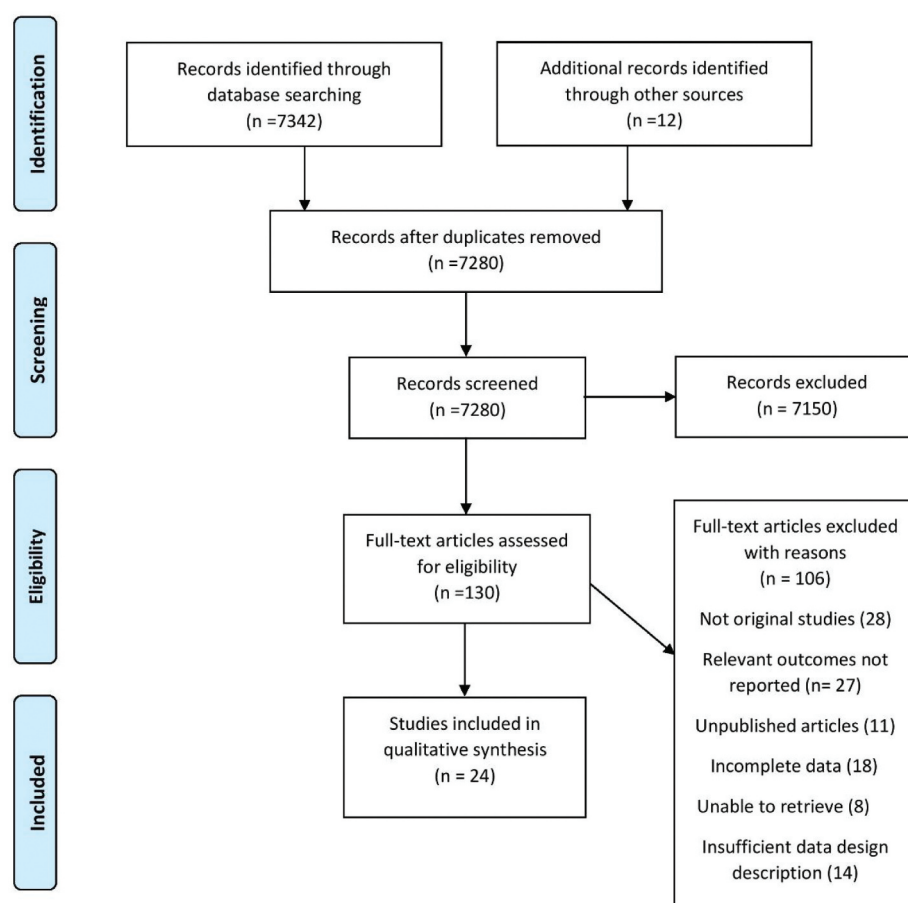 Identification
Records identified through
database searching
(n =7342)
Additional records identified
through other sources
(n =12)
Screening
Records after duplicates removed
(n =7280)
Records screened
(n =7280)
Records excluded
(n = 7150)
Eligibility
Full-text articles assessed
for eligibility
(n =130)
Full-text articles excluded
with reasons
(n = 106)
Not original studies (28)
Relevant outcomes not
reported (n= 27)
Unpublished articles (11)
Incomplete data (18)
Unable to retrieve (8)
Insufficient data design
description (14)
Included
Studies included in
qualitative synthesis
(n = 24)